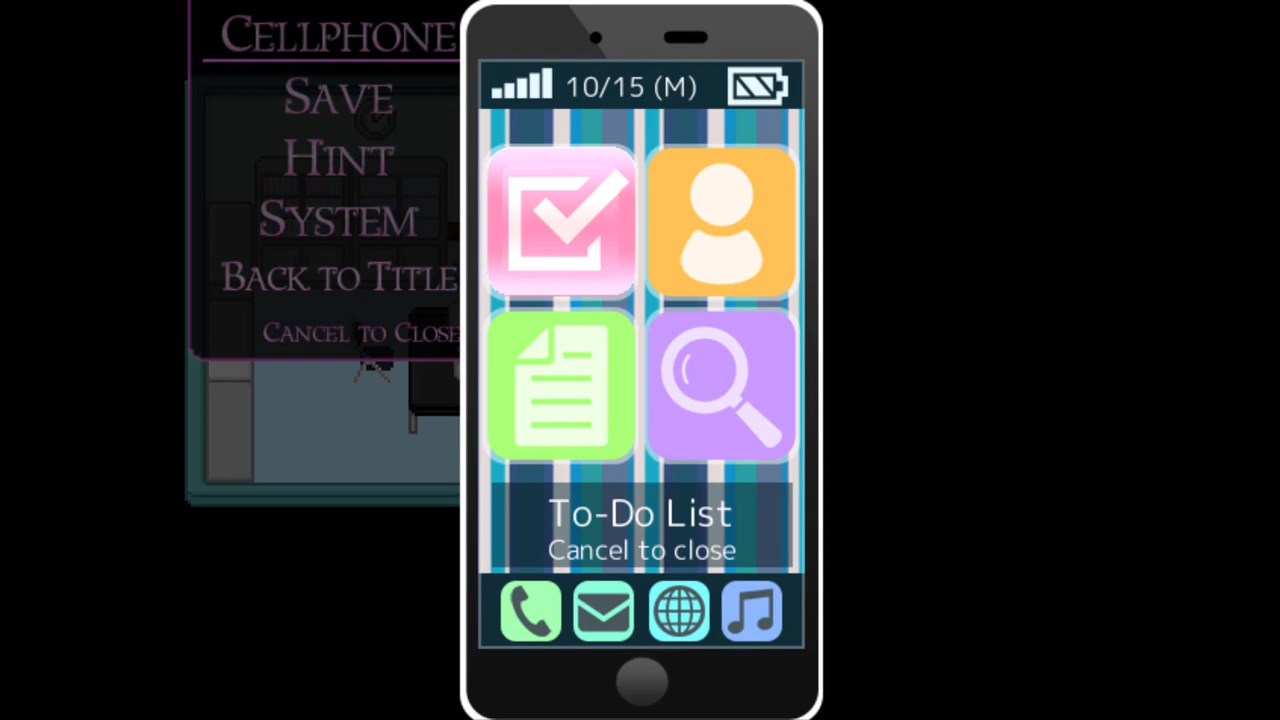 CELLPHONE
SAVE
HINT
SYSTEM
BACK TO TITLE
CANCEL TO CLOSE
10/15 (M)
To-Do List
Cancel to close